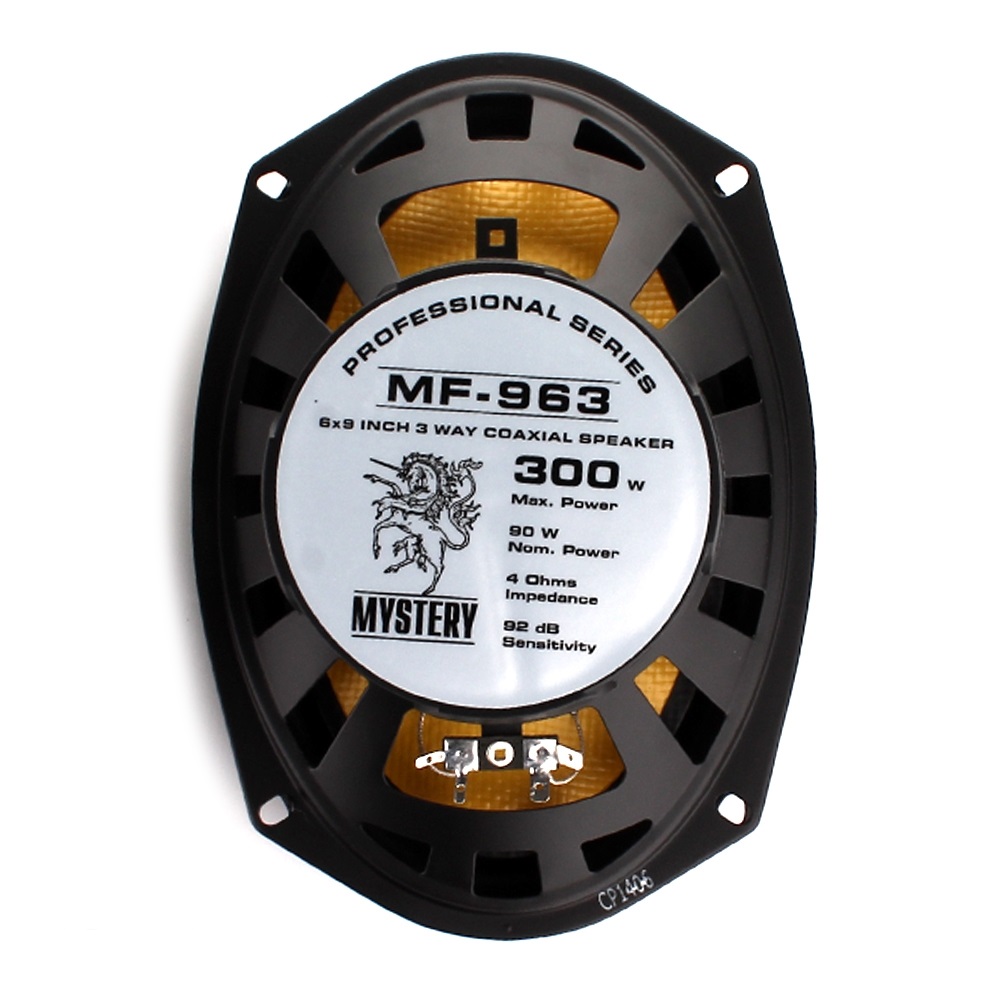 PROFESSIONAL SERIES
MF-963
6x9 INCH 3 WAY COAXIAL SPEAKER
300 W
Max. Power
90 W
Nom. Power
4 Ohms
Impedance
92 dB
Sensitivity
MYSTERY
CP1406